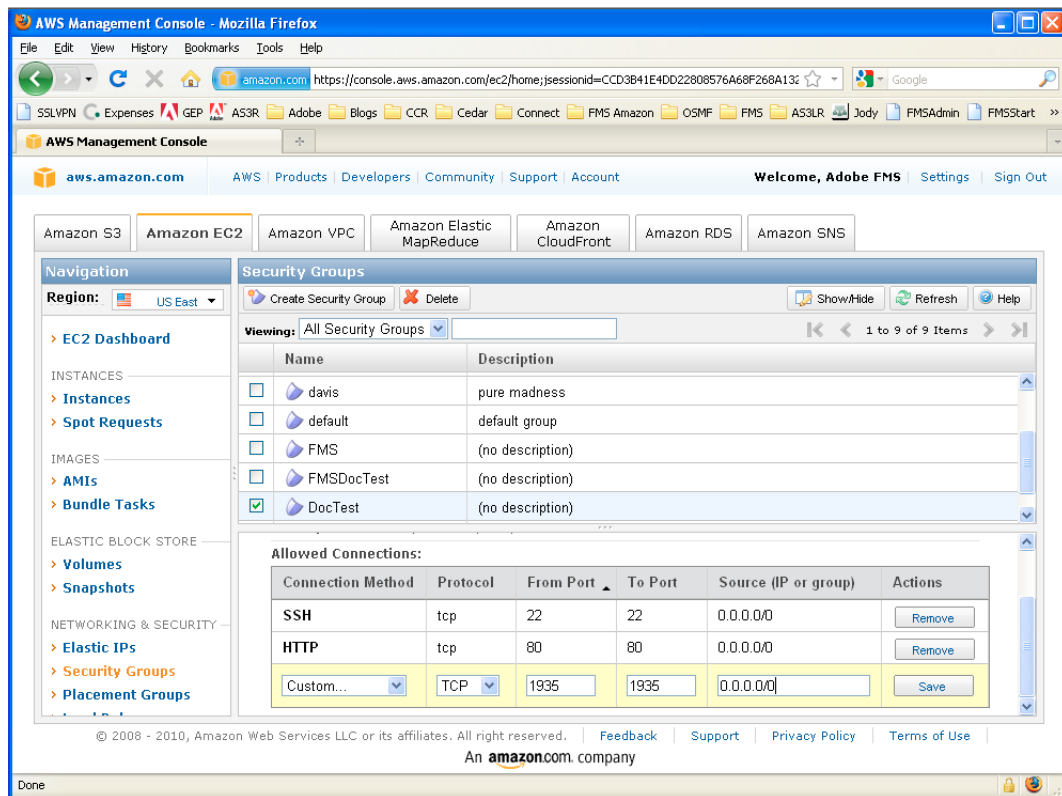 AWS Management Console - Mozilla Firefox
File Edit View History Bookmarks Tools Help
amazon.com https://console.aws.amazon.com/ec2/home;jsessionid=CCD3B41E4DD22808576A68F268A132 Google
SSLVPN Expenses GEP AS3R Adobe Blogs CCR Cedar Connect FMS Amazon OSMF FMS AS3LR Jody FMSAdmin FMSStart »
AWS Management Console
aws.amazon.com AWS | Products | Developers | Community | Support | Account Welcome, Adobe FMS | Settings | Sign Out
Amazon S3 Amazon EC2 Amazon VPC Amazon Elastic MapReduce Amazon CloudFront Amazon RDS Amazon SNS
Navigation
Region: US East
> EC2 Dashboard
INSTANCES
> Instances
> Spot Requests
IMAGES
> AMIs
> Bundle Tasks
ELASTIC BLOCK STORE
> Volumes
> Snapshots
NETWORKING & SECURITY
> Elastic IPs
> Security Groups
> Placement Groups
Security Groups
Create Security Group Delete Show/Hide Refresh Help
Viewing: All Security Groups 1 to 9 of 9 Items
Name Description
davis pure madness
default default group
FMS (no description)
FMSDocTest (no description)
DocTest (no description)
Allowed Connections:
Connection Method Protocol From Port To Port Source (IP or group) Actions
SSH tcp 22 22 0.0.0.0/0 Remove
HTTP tcp 80 80 0.0.0.0/0 Remove
Custom... TCP 1935 1935 0.0.0.0/0 Save
© 2008 - 2010, Amazon Web Services LLC or its affiliates. All right reserved. | Feedback | Support | Privacy Policy | Terms of Use |
An amazon.com. company
Done